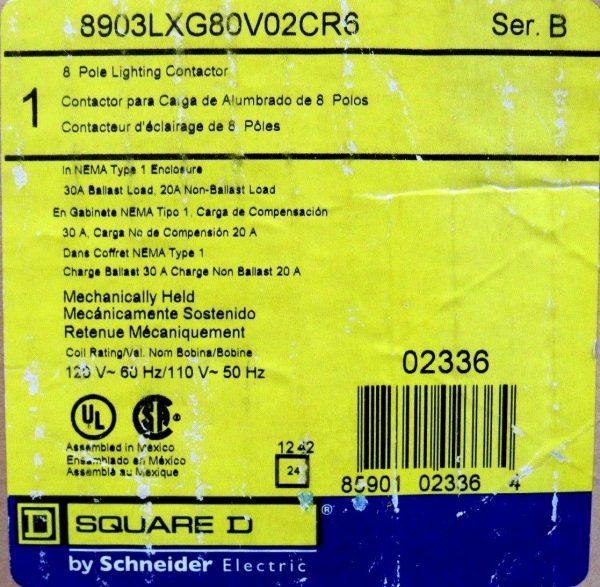 8903LXG80V02CR6 Ser. B
1
8 Pole Lighting Contactor
Contactor para Carga de Alumbrado de 8 Polos
Contacteur d'éclairage de 8 Pôles
In NEMA Type 1 Enclosure
30A Ballast Load, 20A Non-Ballast Load
En Gabinete NEMA Tipo 1, Carga de Compensación
30 A, Carga No de Compensión 20 A
Dans Coffret NEMA Type 1
Charge Ballast 30 A Charge Non Ballast 20 A
Mechanically Held
Mecánicamente Sostenido
Retenue Mécaniquement
Coil Rating/Val. Nom Bobina/Bobine
120 V~ 60 Hz/110 V~ 50 Hz
02336
UL SA ®
Assembled in Mexico
Ensamblado en México
Assemblé au Mexique
1242
24
85901 02336 4
D SQUARE D ®
by Schneider Electric